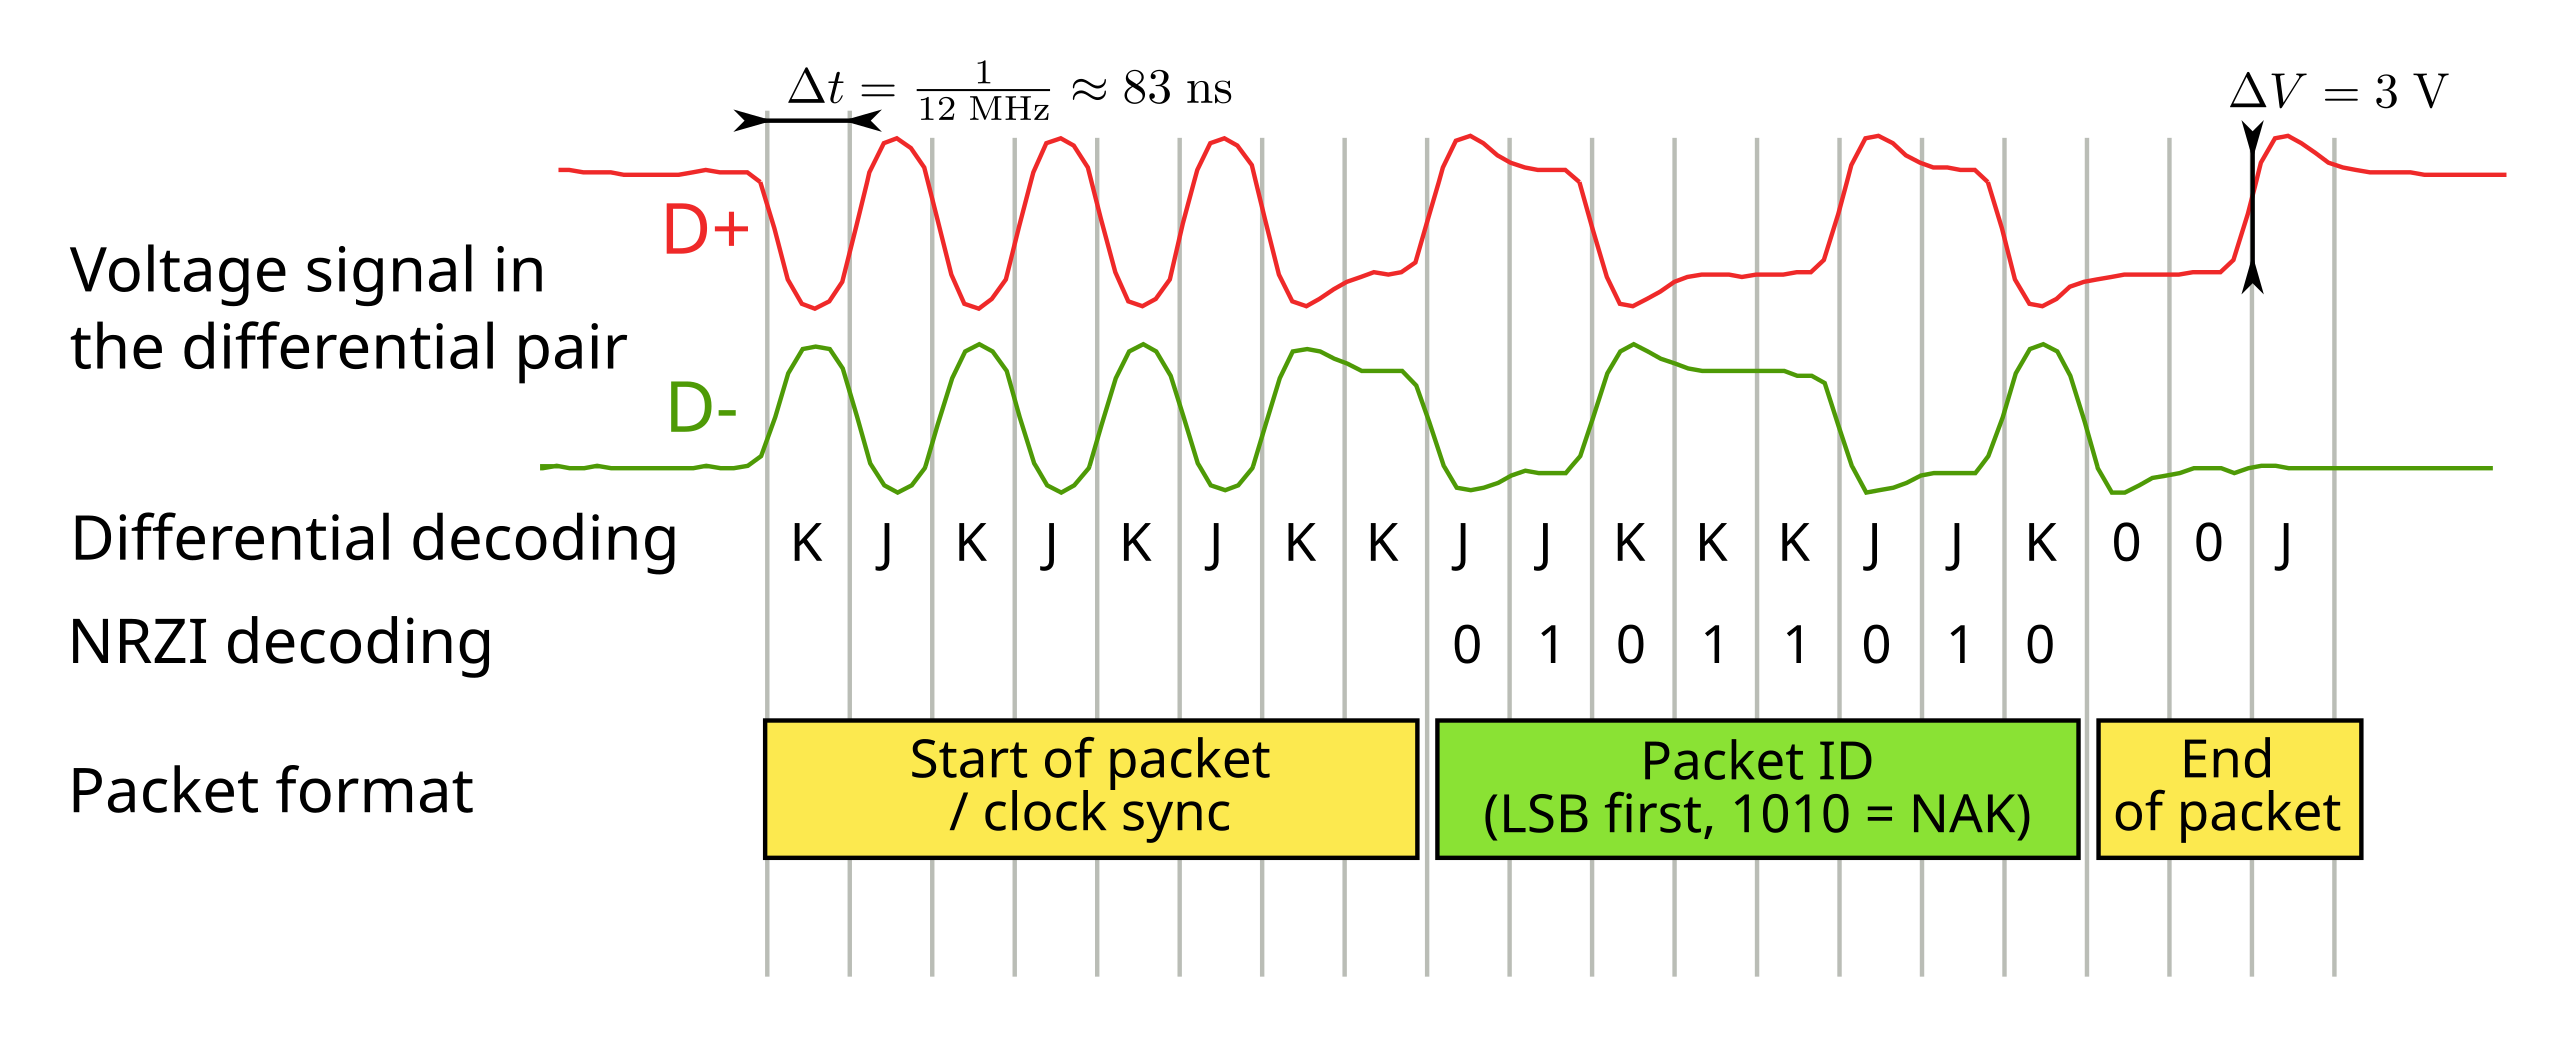 Δt = 1/12 MHz ≈ 83 ns
ΔV = 3 V
D+
Voltage signal in
the differential pair
D-
Differential decoding K J K J K J K K J J K K K J J K 0 0 J
NRZI decoding 0 1 0 1 1 0 1 0
Packet format
Start of packet
/ clock sync
Packet ID
(LSB first, 1010 = NAK)
End
of packet